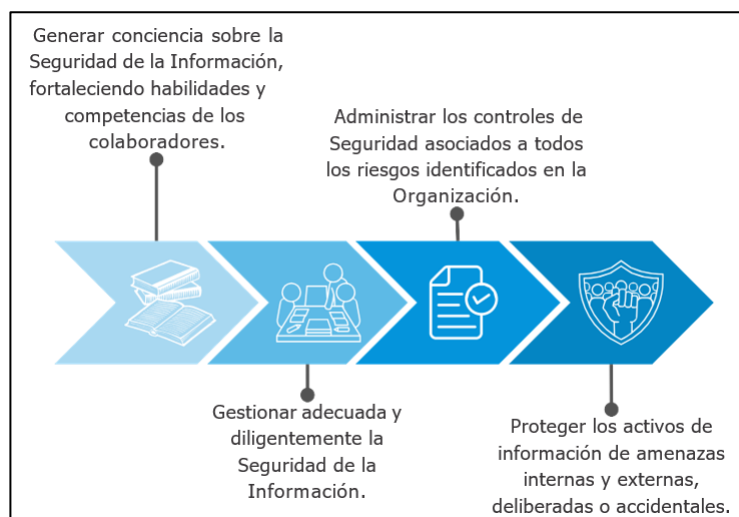 Generar conciencia sobre la
Seguridad de la Información,
fortaleciendo habilidades y
competencias de los
colaboradores.
Administrar los controles de
Seguridad asociados a todos
los riesgos identificados en la
Organización.
Gestionar adecuada y
diligentemente la
Seguridad de la
Información.
Proteger los activos de
información de amenazas
internas y externas,
deliberadas o accidentales.